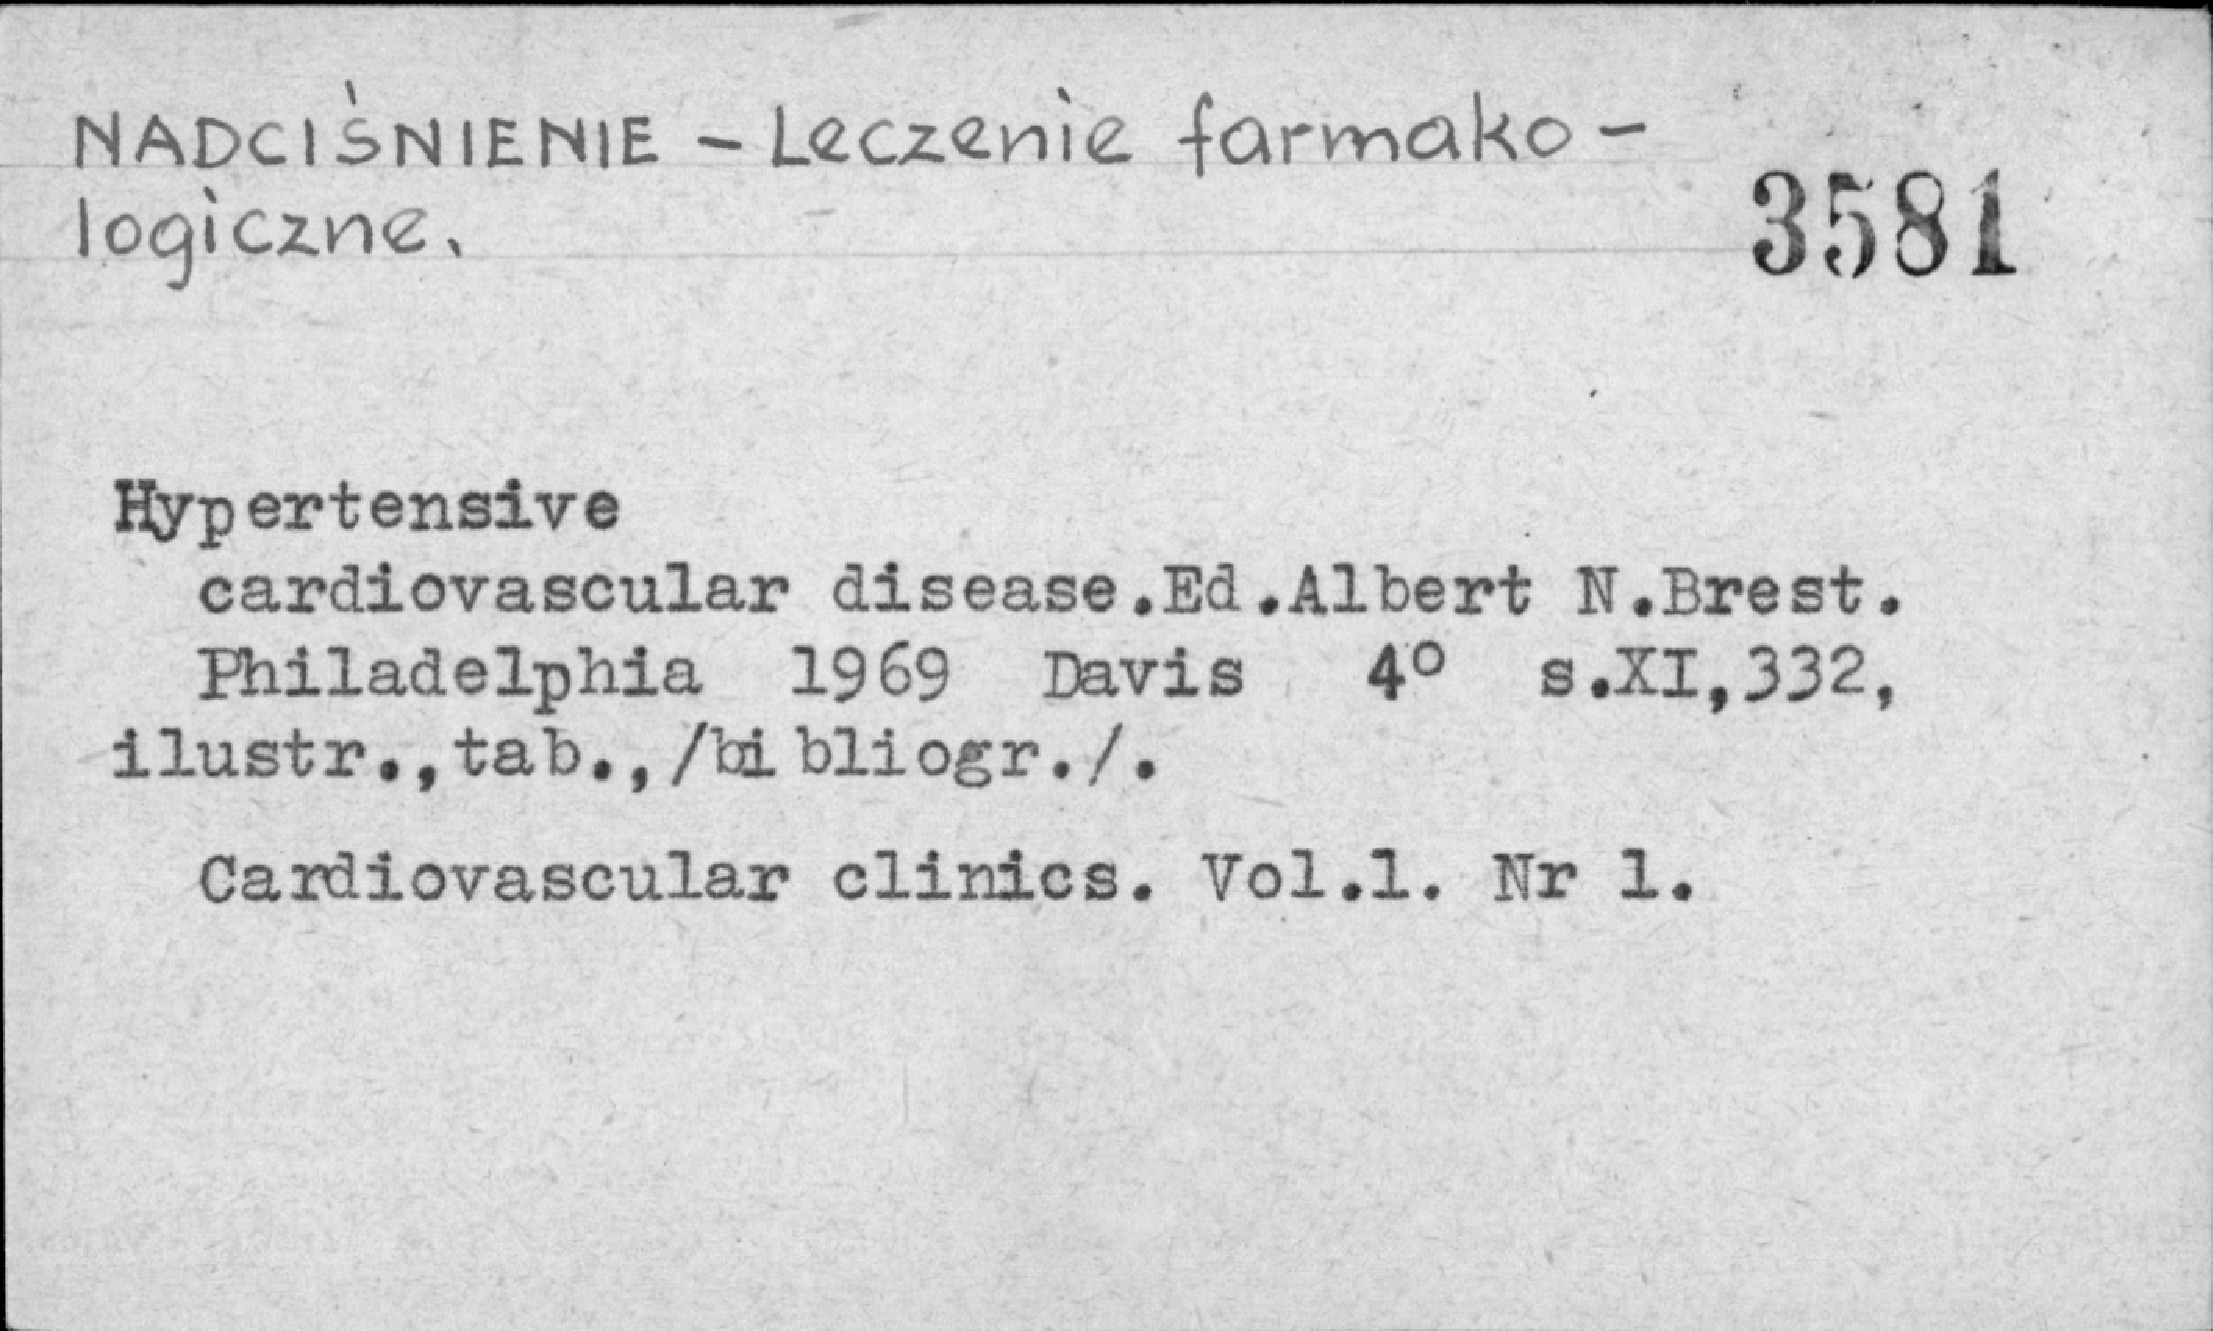 NADCIŚNIENIE - Leczenie farmako-
logiczne.
3581
Hypertensive
cardiovascular disease.Ed.Albert N.Brest.
Philadelphia 1969 Davis 4° s.XI,332,
ilustr.,tab.,/bibliogr./.
Cardiovascular clinics. Vol.1. Nr 1.